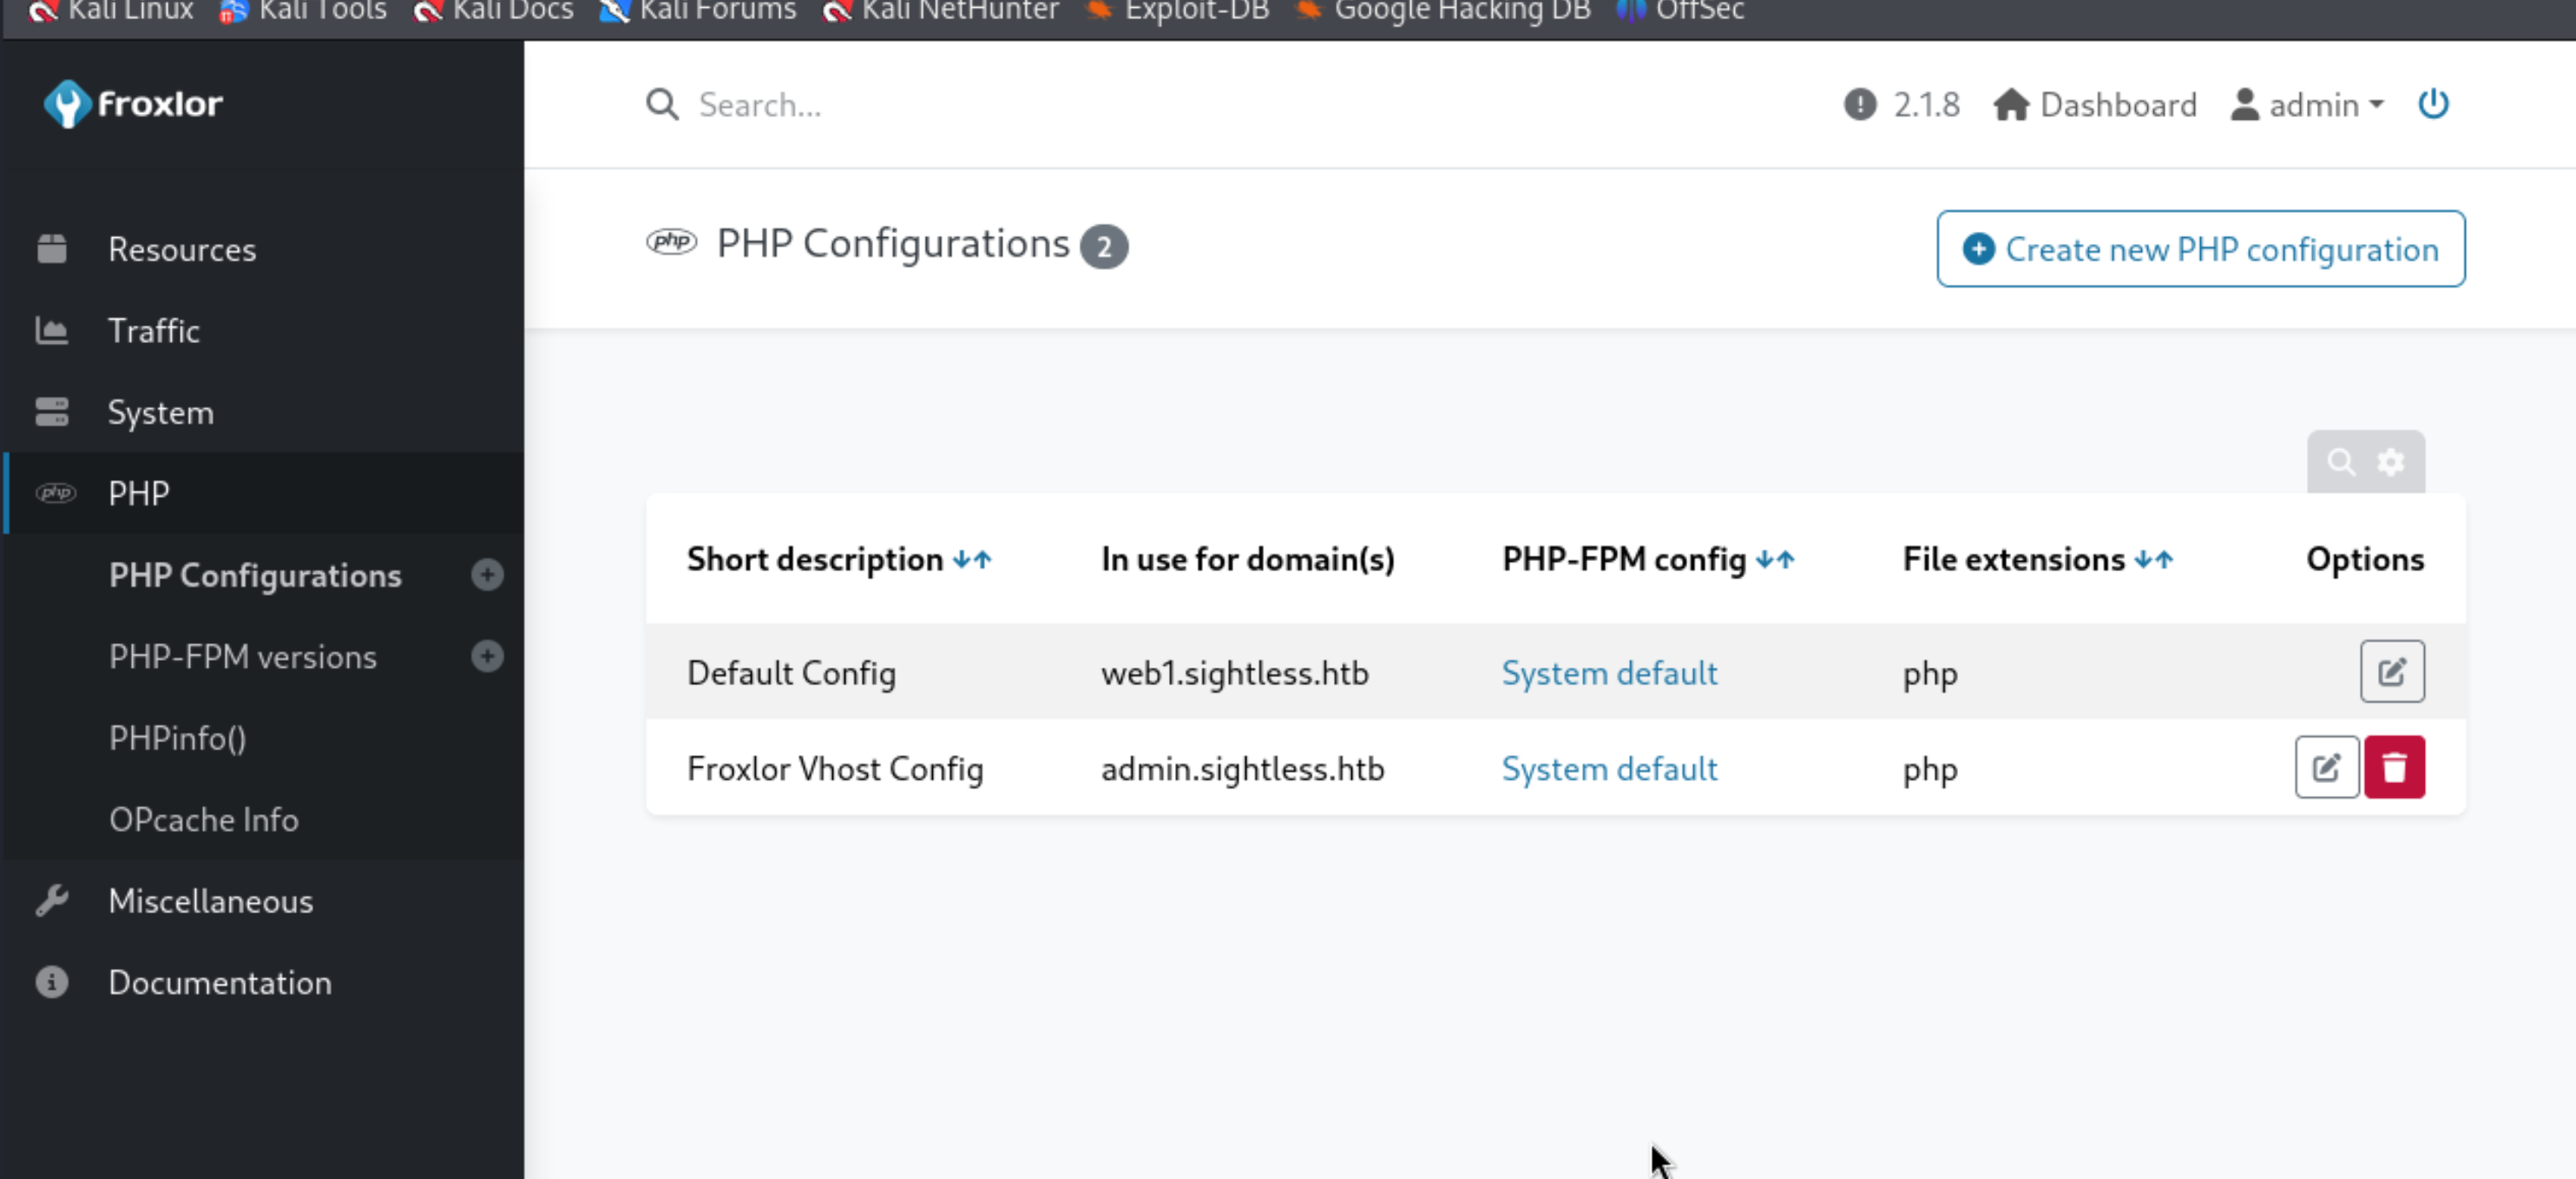 Kali Linux Kali Tools Kali Docs Kali Forums Kali NetHunter Exploit-DB Google Hacking DB OffSec
froxlor
Search...
2.1.8 Dashboard admin
Resources
Traffic
System
php PHP
PHP Configurations
PHP-FPM versions
PHPinfo()
OPcache Info
Miscellaneous
Documentation
php PHP Configurations 2
Create new PHP configuration
Short description In use for domain(s) PHP-FPM config File extensions Options
Default Config web1.sightless.htb System default php
Froxlor Vhost Config admin.sightless.htb System default php